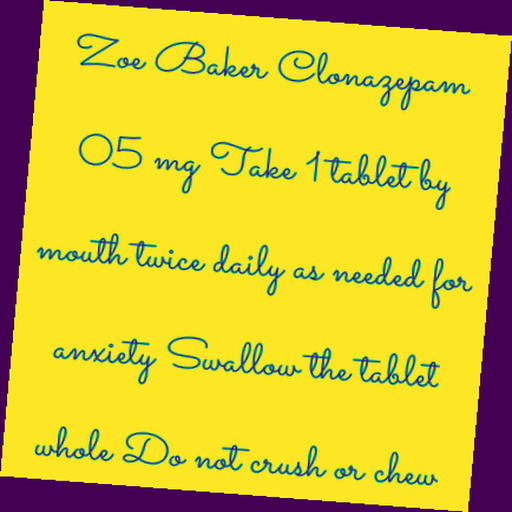 Zoe Baker Clonazepam
05 mg Take 1 tablet by
mouth twice daily as needed for
anxiety Swallow the tablet
whole Do not crush or chew